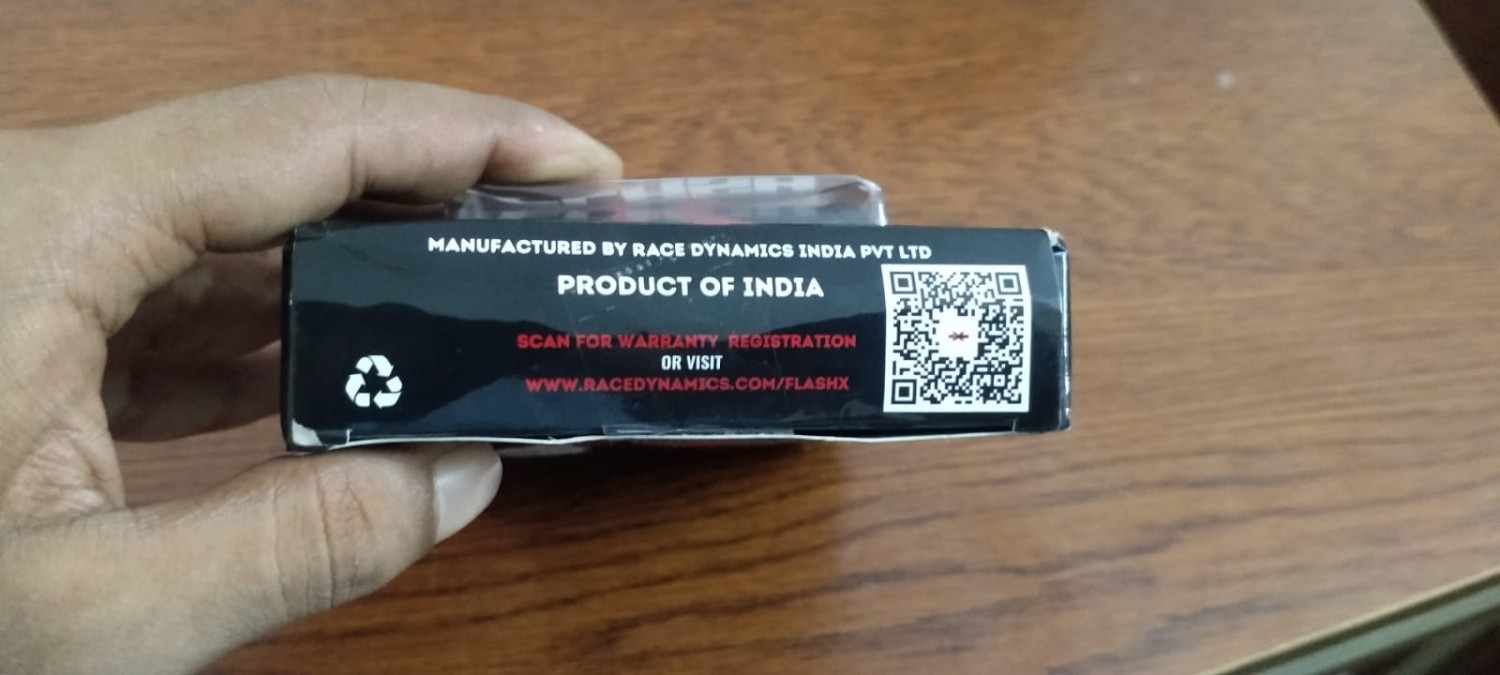 MANUFACTURED BY RACE DYNAMICS INDIA PVT LTD
PRODUCT OF INDIA
SCAN FOR WARRANTY REGISTRATION
OR VISIT
WWW.RACEDYNAMICS.COM/FLASHX